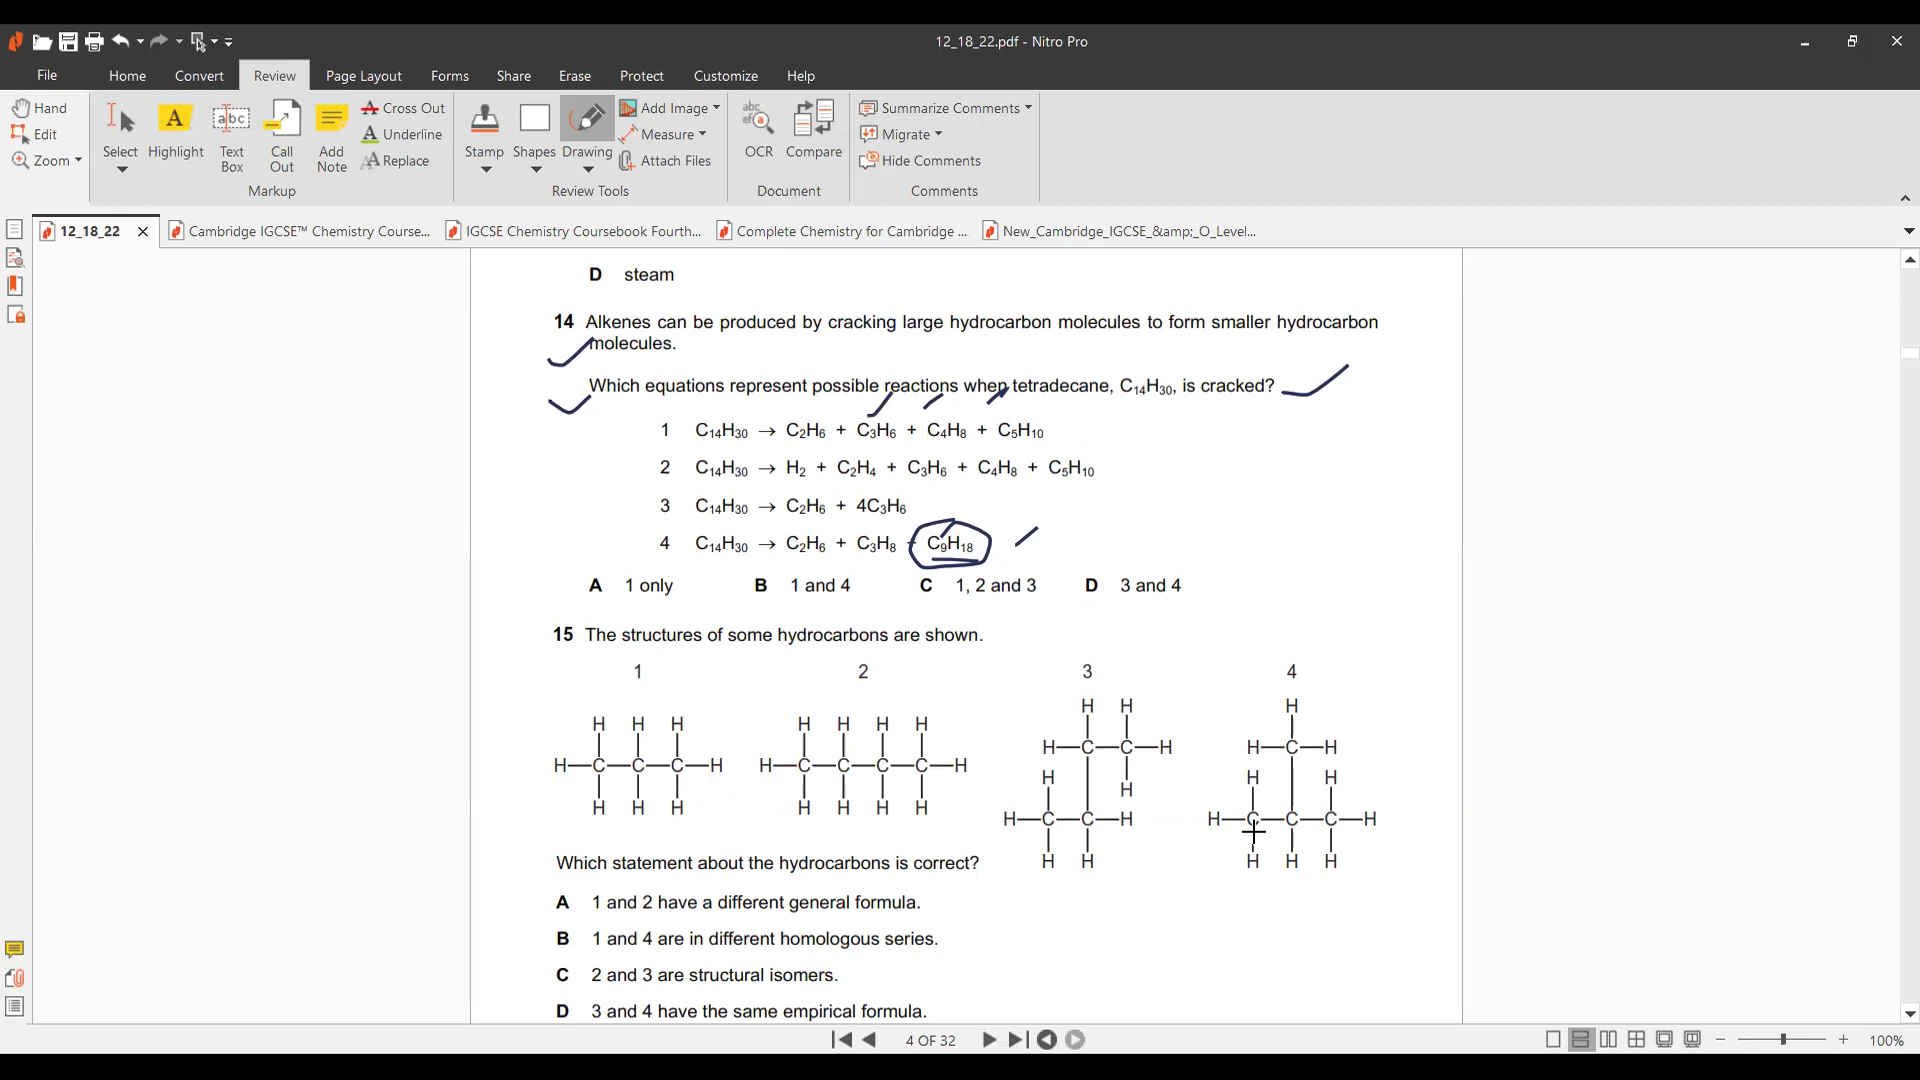 12_18_22.pdf - Nitro Pro
File Home Convert Review Page Layout Forms Share Erase Protect Customize Help
Hand
Edit
Zoom
Select
Highlight
Text Box
Call Out
Add Note
Cross Out
Underline
Replace
Markup
Stamp
Shapes
Drawing
Add Image
Measure
Attach Files
Review Tools
OCR
Compare
Document
Summarize Comments
Migrate
Hide Comments
Comments
12_18_22
Cambridge IGCSE™ Chemistry Course...
IGCSE Chemistry Coursebook Fourth...
Complete Chemistry for Cambridge ...
New_Cambridge_IGCSE_&amp;_O_Level...
D steam
14 Alkenes can be produced by cracking large hydrocarbon molecules to form smaller hydrocarbon
molecules.
Which equations represent possible reactions when tetradecane, C₁₄H₃₀, is cracked?
1 C₁₄H₃₀ → C₂H₆ + C₃H₆ + C₄H₈ + C₅H₁₀
2 C₁₄H₃₀ → H₂ + C₂H₄ + C₃H₆ + C₄H₈ + C₅H₁₀
3 C₁₄H₃₀ → C₂H₆ + 4C₃H₆
4 C₁₄H₃₀ → C₂H₆ + C₃H₈ + C₉H₁₈
A 1 only B 1 and 4 C 1, 2 and 3 D 3 and 4
15 The structures of some hydrocarbons are shown.
1 2 3 4
H H
H
H H H
H H H H
H C C H
H C H
H H
H
H H
H C C C H
H C C C C H
H C C H
H C C C H
H H H
H H H H
H H
H H H
Which statement about the hydrocarbons is correct?
A 1 and 2 have a different general formula.
B 1 and 4 are in different homologous series.
C 2 and 3 are structural isomers.
D 3 and 4 have the same empirical formula.
4 OF 32
100%